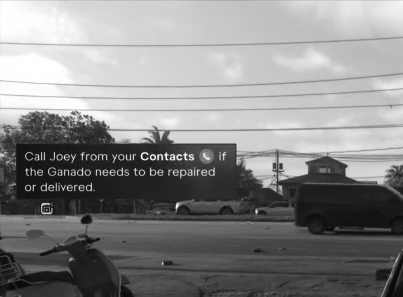 Call Joey from your Contacts if
the Ganado needs to be repaired
or delivered.